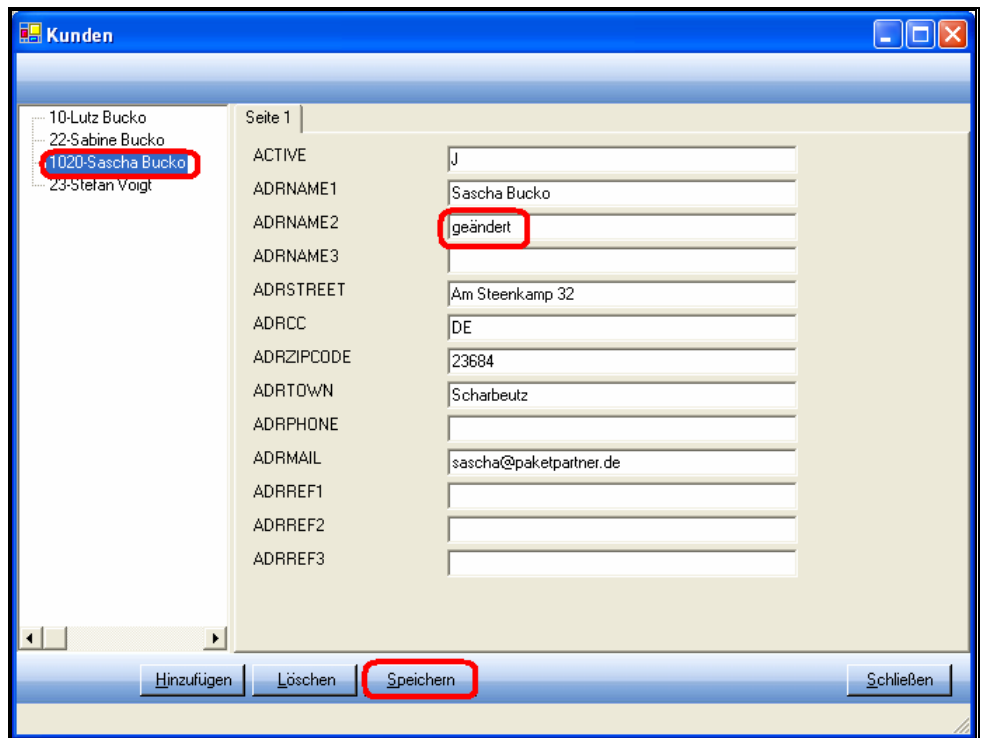 Kunden
10-Lutz Bucko
22-Sabine Bucko
1020-Sascha Bucko
23-Stefan Voigt
Seite 1
ACTIVE J
ADRNAME1 Sascha Bucko
ADRNAME2 geändert
ADRNAME3
ADRSTREET Am Steenkamp 32
ADRCC DE
ADRZIPCODE 23684
ADRTOWN Scharbeutz
ADRPHONE
ADRMAIL sascha@paketpartner.de
ADRREF1
ADRREF2
ADRREF3
Hinzufügen Löschen Speichern Schließen